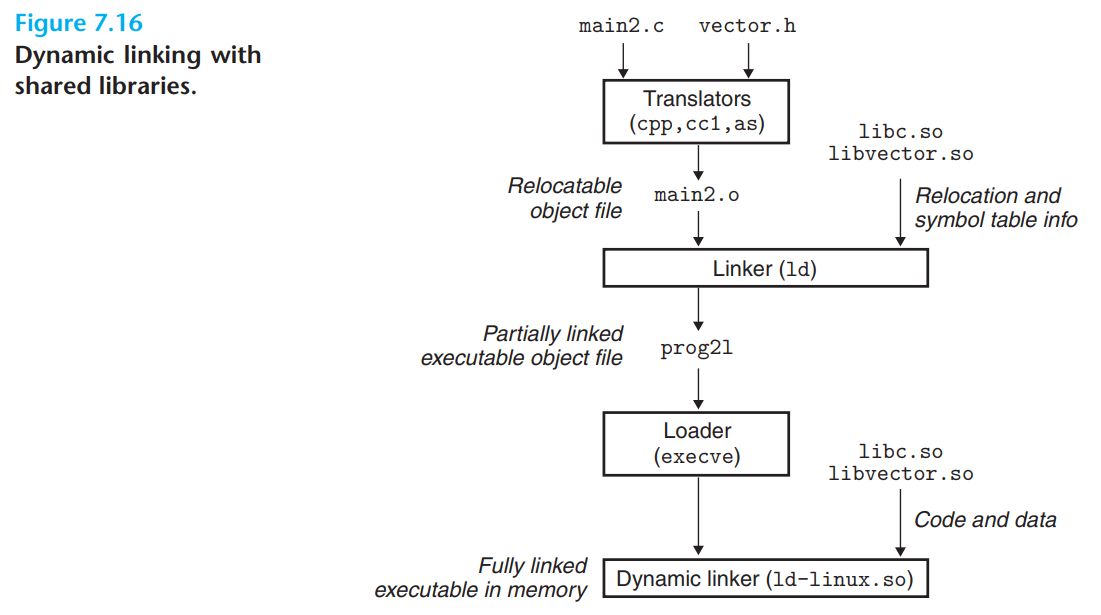 Figure 7.16
Dynamic linking with
shared libraries.
main2.c vector.h
Translators
(cpp,cc1,as)
libc.so
libvector.so
Relocatable
object file
main2.o
Relocation and
symbol table info
Linker (ld)
Partially linked
executable object file
prog2l
Loader
(execve)
libc.so
libvector.so
Code and data
Fully linked
executable in memory
Dynamic linker (ld-linux.so)